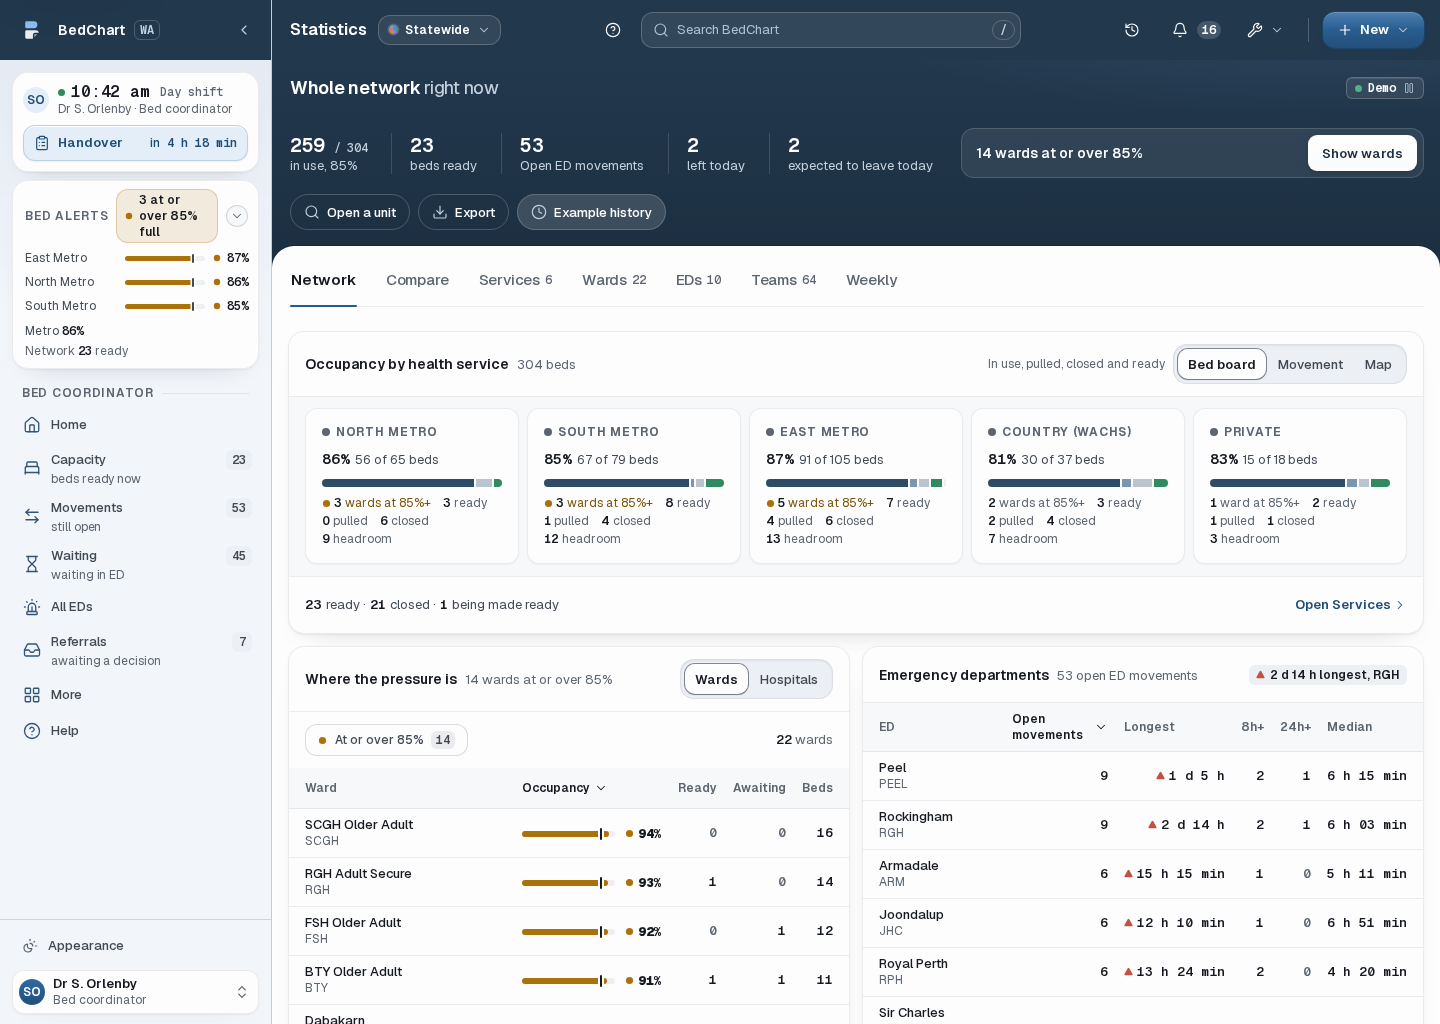 BedChart WA
Statistics
Statewide
Search BedChart /
16
New
10:42 am Day shift
SO
Dr S. Orlenby · Bed coordinator
Handover in 4 h 18 min
BED ALERTS
3 at or over 85% full
East Metro 87%
North Metro 86%
South Metro 85%
Metro 86%
Network 23 ready
BED COORDINATOR
Home
Capacity 23
beds ready now
Movements 53
still open
Waiting 45
waiting in ED
All EDs
Referrals 7
awaiting a decision
More
Help
Appearance
SO
Dr S. Orlenby
Bed coordinator
Whole network right now
Demo
259 / 304
in use, 85%
23
beds ready
53
Open ED movements
2
left today
2
expected to leave today
14 wards at or over 85%
Show wards
Open a unit
Export
Example history
Network
Compare
Services 6
Wards 22
EDs 10
Teams 64
Weekly
Occupancy by health service 304 beds
In use, pulled, closed and ready
Bed board
Movement
Map
NORTH METRO
86% 56 of 65 beds
3 wards at 85%+ 3 ready
0 pulled 6 closed
9 headroom
SOUTH METRO
85% 67 of 79 beds
3 wards at 85%+ 8 ready
1 pulled 4 closed
12 headroom
EAST METRO
87% 91 of 105 beds
5 wards at 85%+ 7 ready
4 pulled 6 closed
13 headroom
COUNTRY (WACHS)
81% 30 of 37 beds
2 wards at 85%+ 3 ready
2 pulled 4 closed
7 headroom
PRIVATE
83% 15 of 18 beds
1 ward at 85%+ 2 ready
1 pulled 1 closed
3 headroom
23 ready · 21 closed · 1 being made ready
Open Services
Where the pressure is 14 wards at or over 85%
Wards
Hospitals
At or over 85% 14
22 wards
Ward Occupancy Ready Awaiting Beds
SCGH Older Adult 94% 0 0 16
SCGH
RGH Adult Secure 93% 1 0 14
RGH
FSH Older Adult 92% 0 1 12
FSH
BTY Older Adult 91% 1 1 11
BTY
Dabakarn
Emergency departments 53 open ED movements
2 d 14 h longest, RGH
ED Open movements Longest 8h+ 24h+ Median
Peel 9 1 d 5 h 2 1 6 h 15 min
PEEL
Rockingham 9 2 d 14 h 2 1 6 h 03 min
RGH
Armadale 6 15 h 15 min 1 0 5 h 11 min
ARM
Joondalup 6 12 h 10 min 1 0 6 h 51 min
JHC
Royal Perth 6 13 h 24 min 2 0 4 h 20 min
RPH
Sir Charles